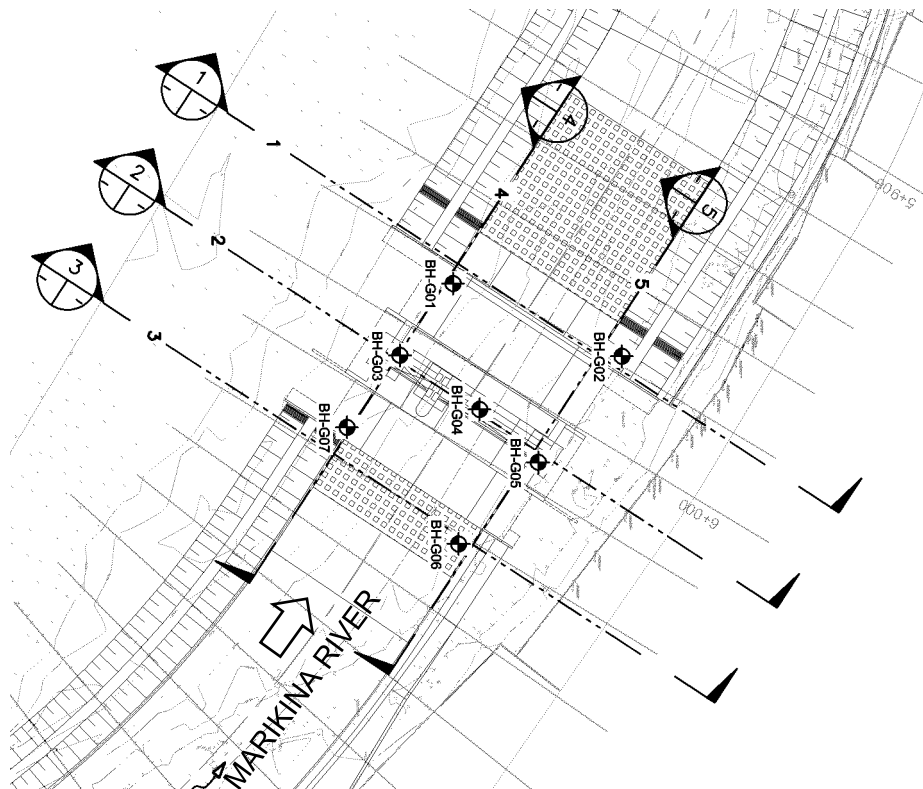 1
4
2
5
5+900
1
3
4
2
BH-G01
5
3
BH-G03
BH-G02
BH-G04
BH-G07
BH-G05
6+000
BH-G06
MARIKINA RIVER